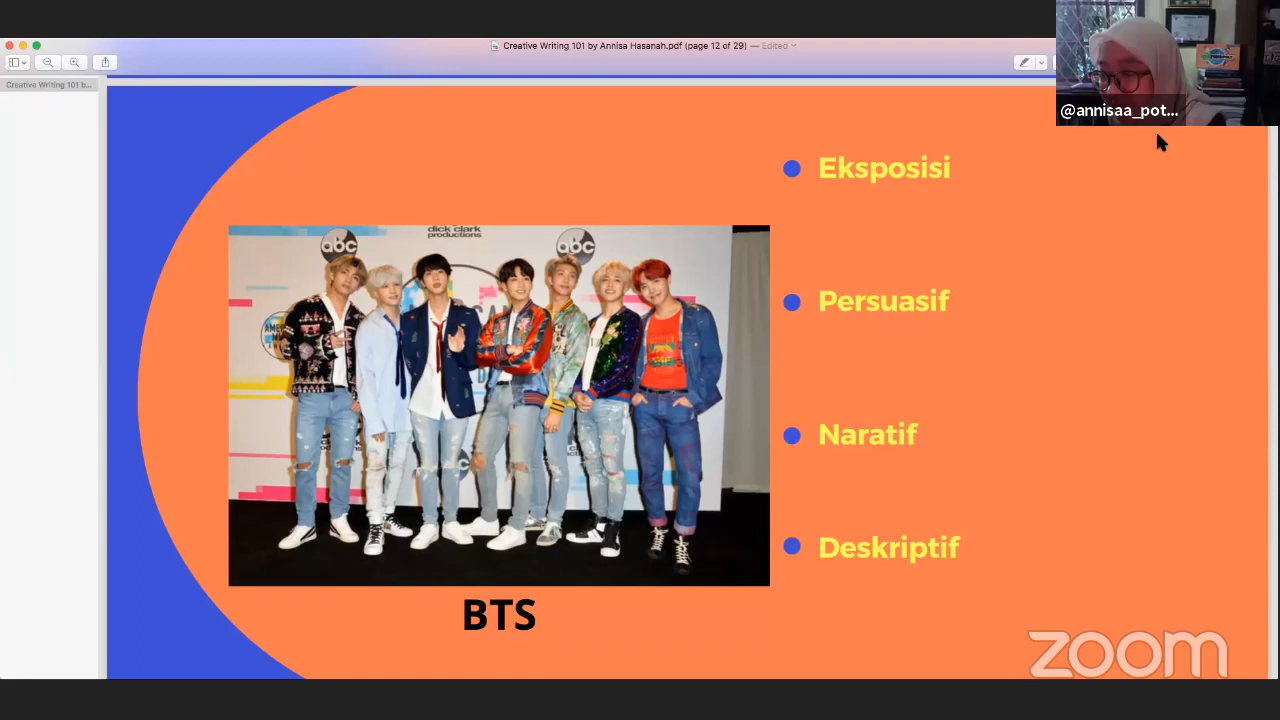 Creative Writing 101 by Annisa Hasanah.pdf (page 12 of 29) — Edited
Creative Writing 101 b...
@annisaa_pot...
Eksposisi
Persuasif
Naratif
Deskriptif
abc
dick clark
productions
abc
BTS
zoom